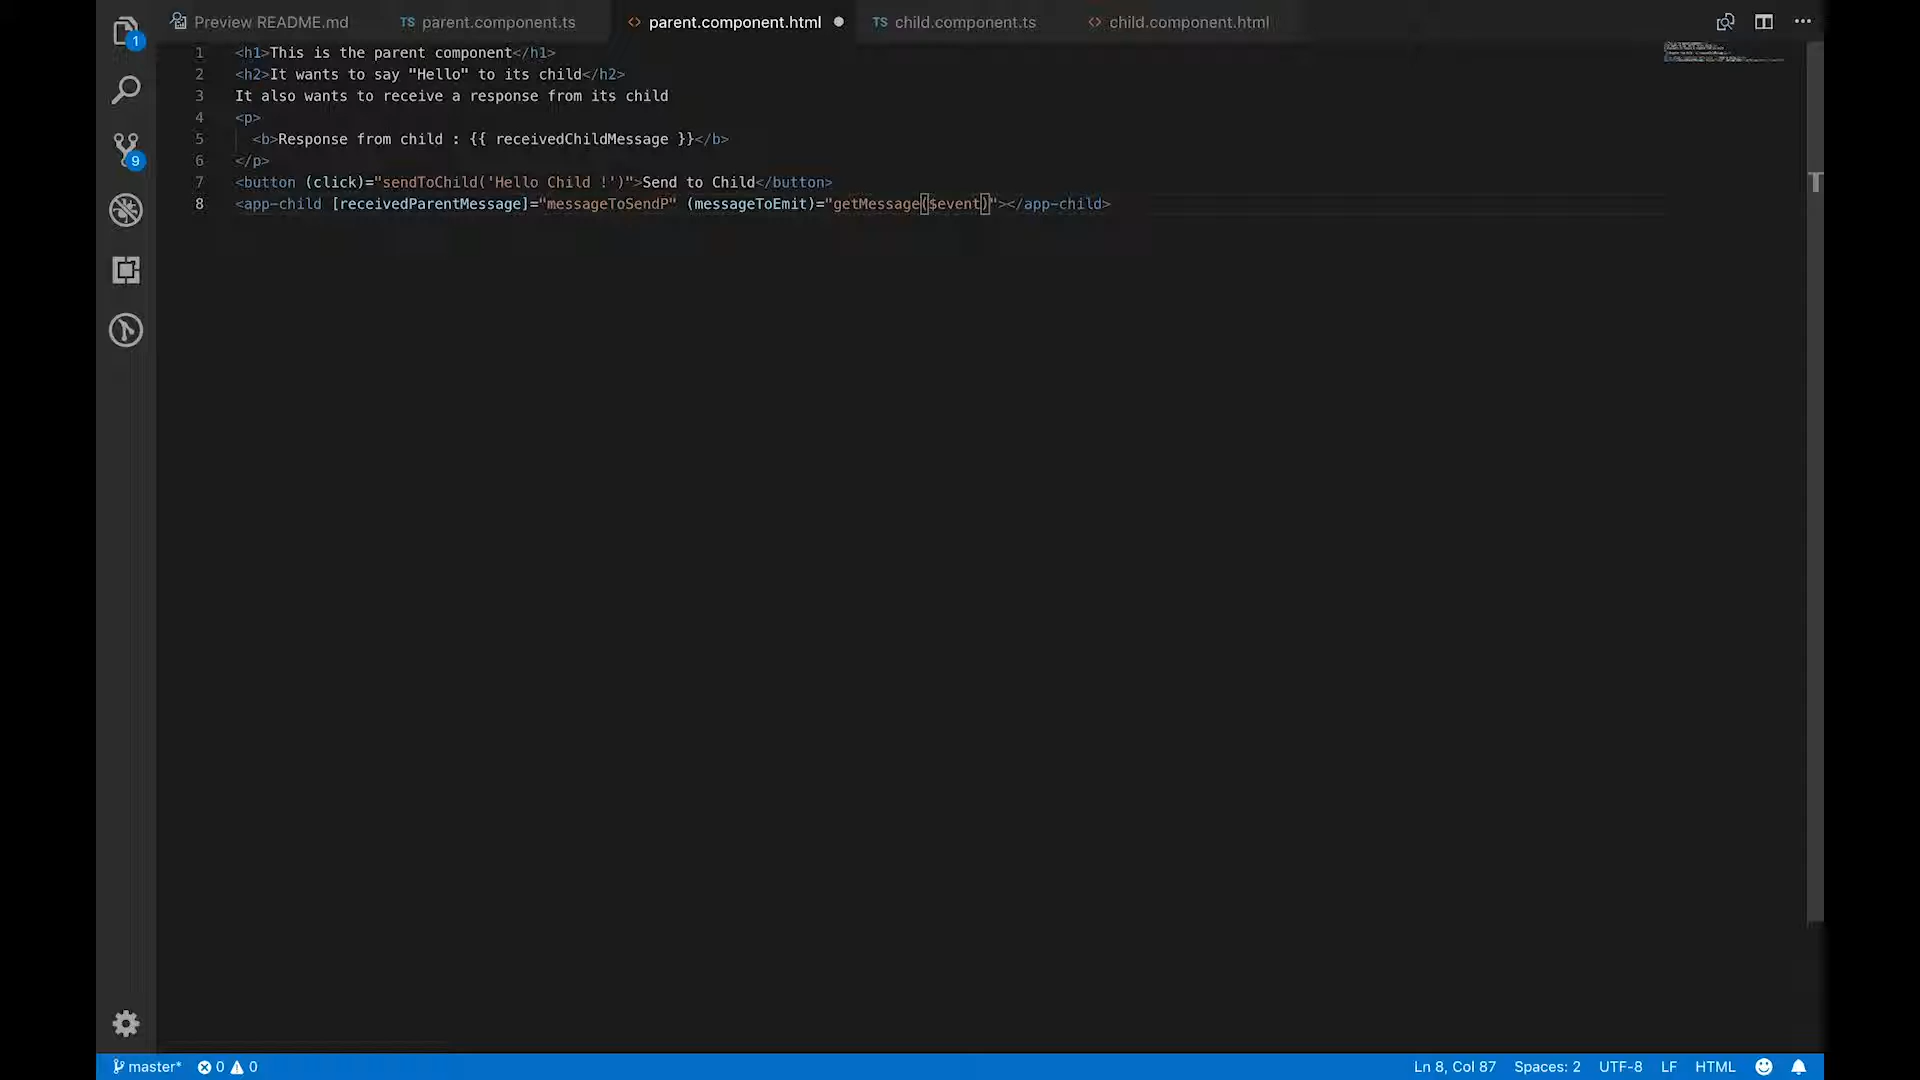 Preview README.md TS parent.component.ts <> parent.component.html TS child.component.ts <> child.component.html
1
1 <h1>This is the parent component</h1>
2 <h2>It wants to say "Hello" to its child</h2>
3 It also wants to receive a response from its child
4 <p>
5 <b>Response from child : {{ receivedChildMessage }}</b>
6 </p>
7 <button (click)="sendToChild('Hello Child !')">Send to Child</button>
8 <app-child [receivedParentMessage]="messageToSendP" (messageToEmit)="getMessage($event)"></app-child>
9
master* 0 0 Ln 8, Col 87 Spaces: 2 UTF-8 LF HTML